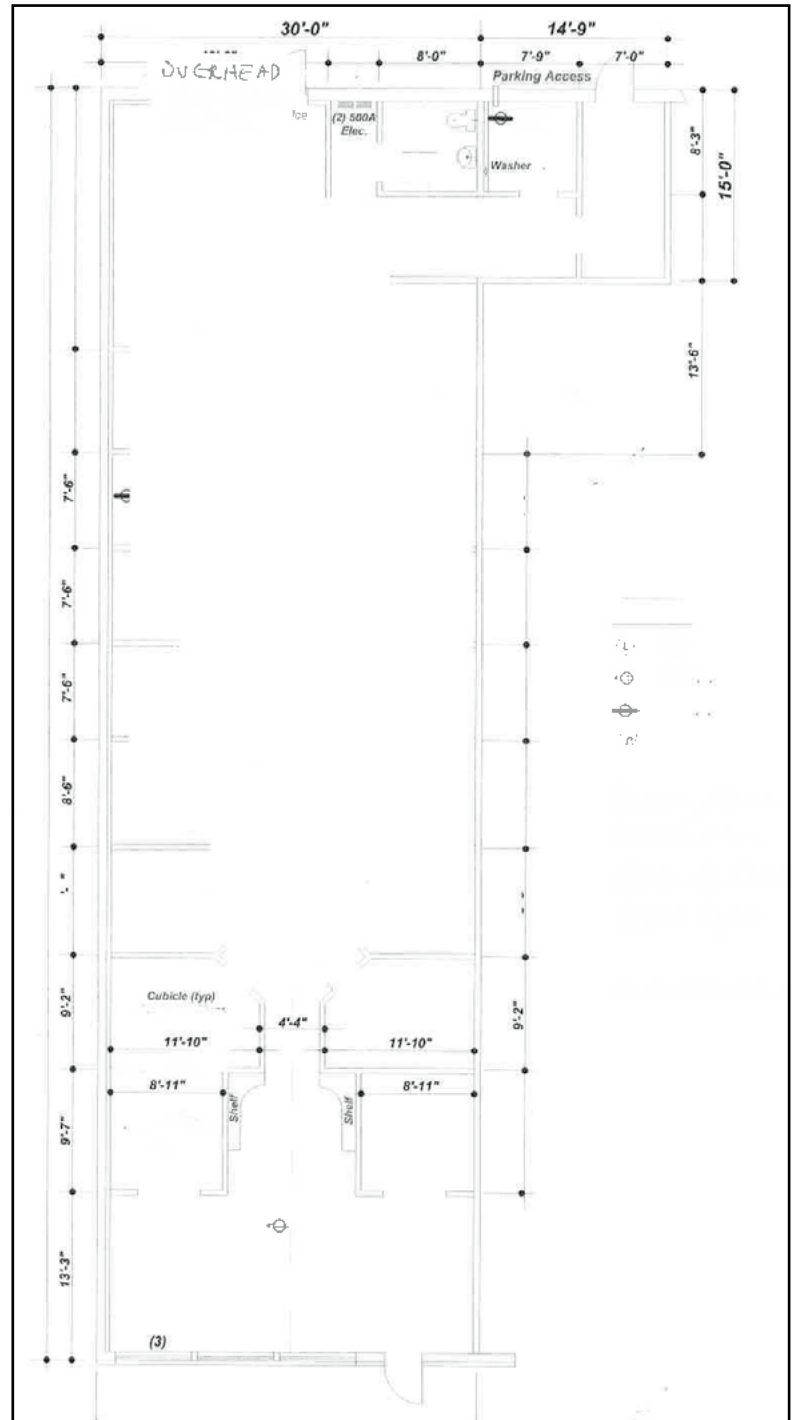 30'-0"
14'-9"
8'-0"
7'-9"
7'-0"
OVERHEAD
Parking Access
Ice
(2) 500A
Elec.
Washer
8'-3"
15'-0"
13'-6"
7'-6"
7'-6"
7'-6"
8'-6"
9'-2"
Cubicle (typ)
4'-4"
11'-10"
11'-10"
9'-2"
8'-11"
8'-11"
Shelf
Shelf
9'-7"
13'-3"
(3)